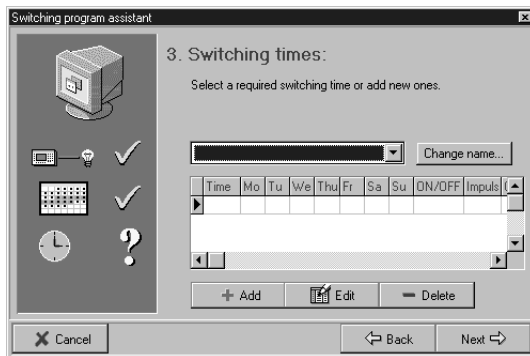 Switching program assistant
3. Switching times:
Select a required switching time or add new ones.
Change name...
Time Mo Tu We Thu Fr Sa Su ON/OFF Impuls
+ Add Edit Delete
Cancel Back Next